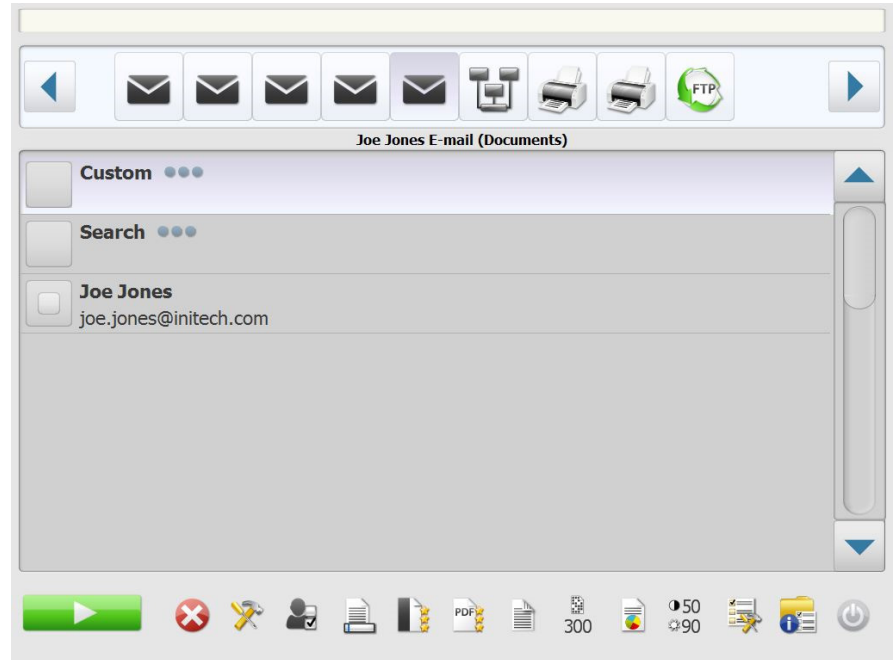 FTP
Joe Jones E-mail (Documents)
Custom
Search
Joe Jones
joe.jones@initech.com
PDF
300
50
90